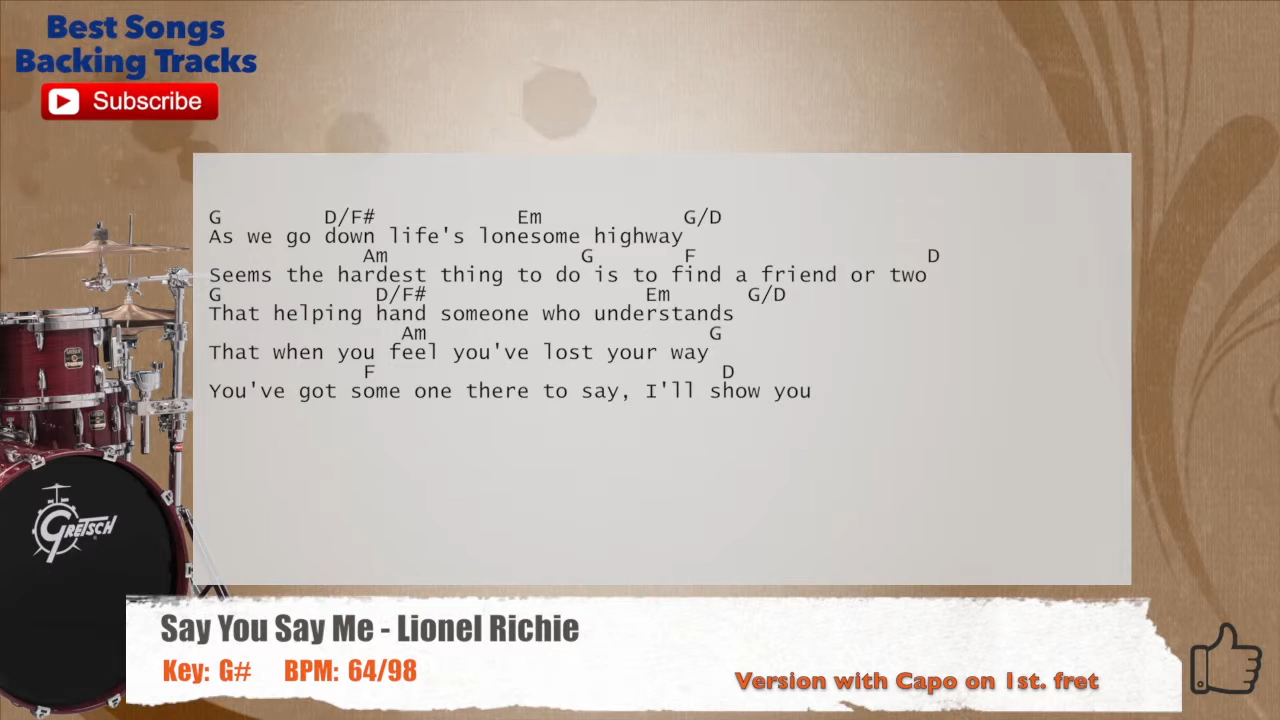 Best Songs
Backing Tracks
Subscribe
G D/F# Em G/D
As we go down life's lonesome highway
Am G F D
Seems the hardest thing to do is to find a friend or two
G D/F# Em G/D
That helping hand someone who understands
Am G
That when you feel you've lost your way
F D
You've got some one there to say, I'll show you
GRETSCH
Say You Say Me - Lionel Richie
Key: G# BPM: 64/98
Version with Capo on 1st. fret